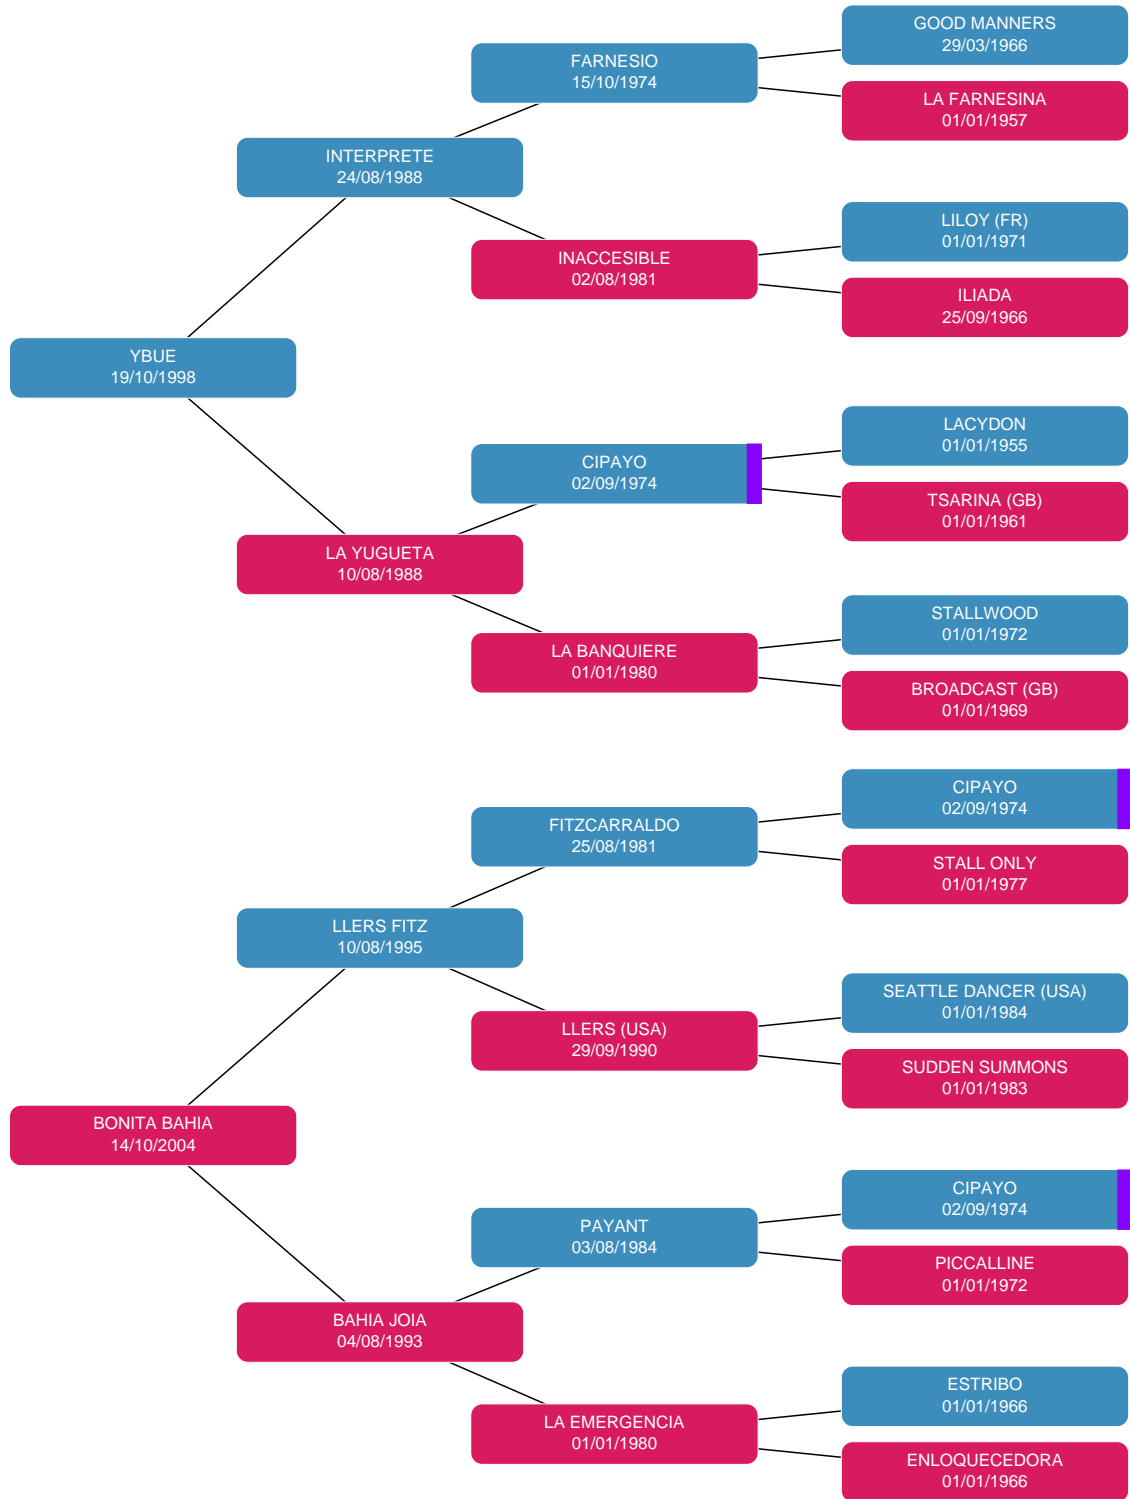 GOOD MANNERS
29/03/1966
FARNESIO
15/10/1974
LA FARNESINA
01/01/1957
INTERPRETE
24/08/1988
LILOY (FR)
01/01/1971
INACCESIBLE
02/08/1981
ILIADA
25/09/1966
YBUE
19/10/1998
LACYDON
01/01/1955
CIPAYO
02/09/1974
TSARINA (GB)
01/01/1961
LA YUGUETA
10/08/1988
STALLWOOD
01/01/1972
LA BANQUIERE
01/01/1980
BROADCAST (GB)
01/01/1969
CIPAYO
02/09/1974
FITZCARRALDO
25/08/1981
STALL ONLY
01/01/1977
LLERS FITZ
10/08/1995
SEATTLE DANCER (USA)
01/01/1984
LLERS (USA)
29/09/1990
SUDDEN SUMMONS
01/01/1983
BONITA BAHIA
14/10/2004
CIPAYO
02/09/1974
PAYANT
03/08/1984
PICCALLINE
01/01/1972
BAHIA JOIA
04/08/1993
ESTRIBO
01/01/1966
LA EMERGENCIA
01/01/1980
ENLOQUECEDORA
01/01/1966